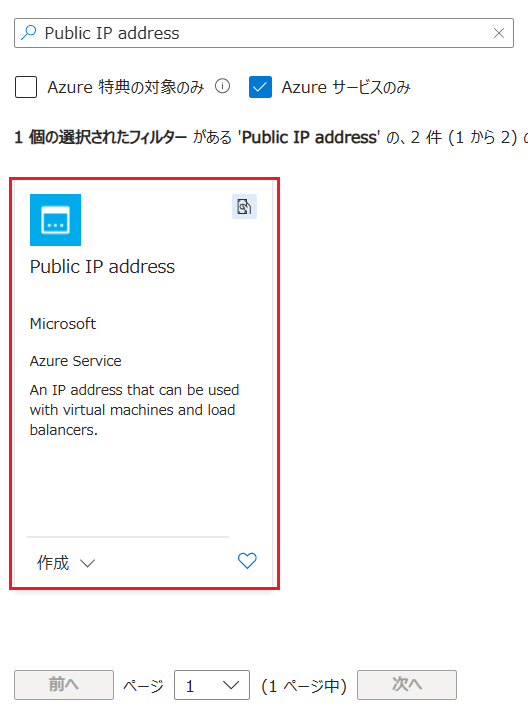 Public IP address
Azure 特典の対象のみ Azure サービスのみ
1 個の選択されたフィルター がある 'Public IP address' の、2 件 (1 から 2) の
Public IP address
Microsoft
Azure Service
An IP address that can be used
with virtual machines and load
balancers.
作成
前へ ページ 1 (1 ページ中) 次へ